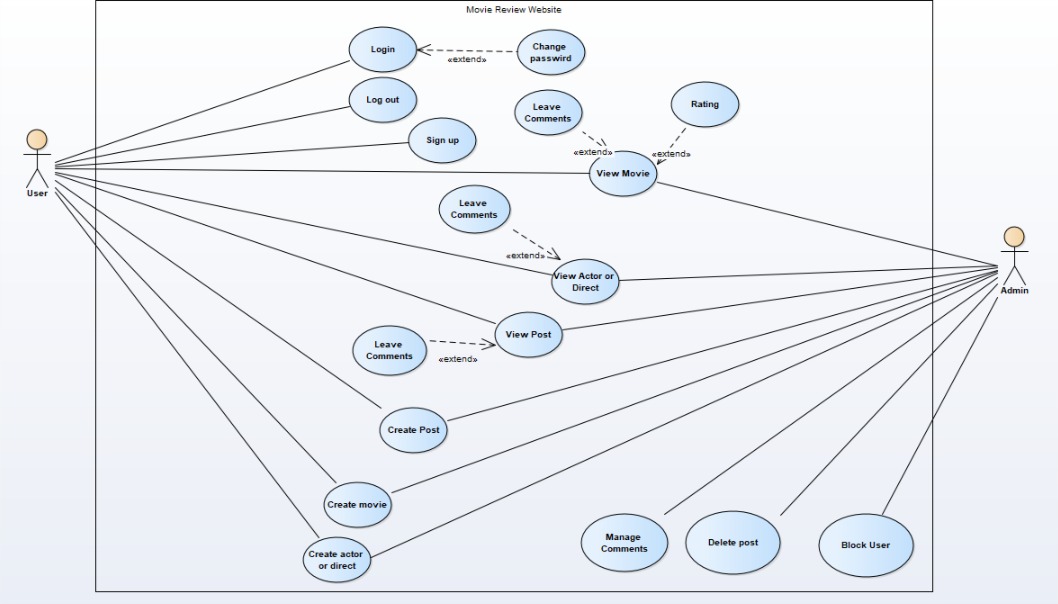 Movie Review Website
Login
«extend»
Change
passwird
Log out
Leave
Comments
Rating
Sign up
«extend»
«extend»
View Movie
User
Leave
Comments
«extend»
View Actor or
Direct
Admin
View Post
Leave
Comments
«extend»
Create Post
Create movie
Manage
Comments
Delete post
Block User
Create actor
or direct